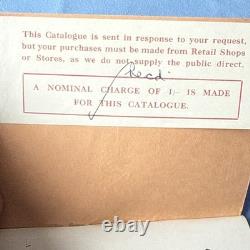 This Catalogue is sent in response to your request,
but your purchases must be made from Retail Shops
or Stores, as we do not supply the public direct.
Recd.
A NOMINAL CHARGE OF 1/- IS MADE
FOR THIS CATALOGUE.